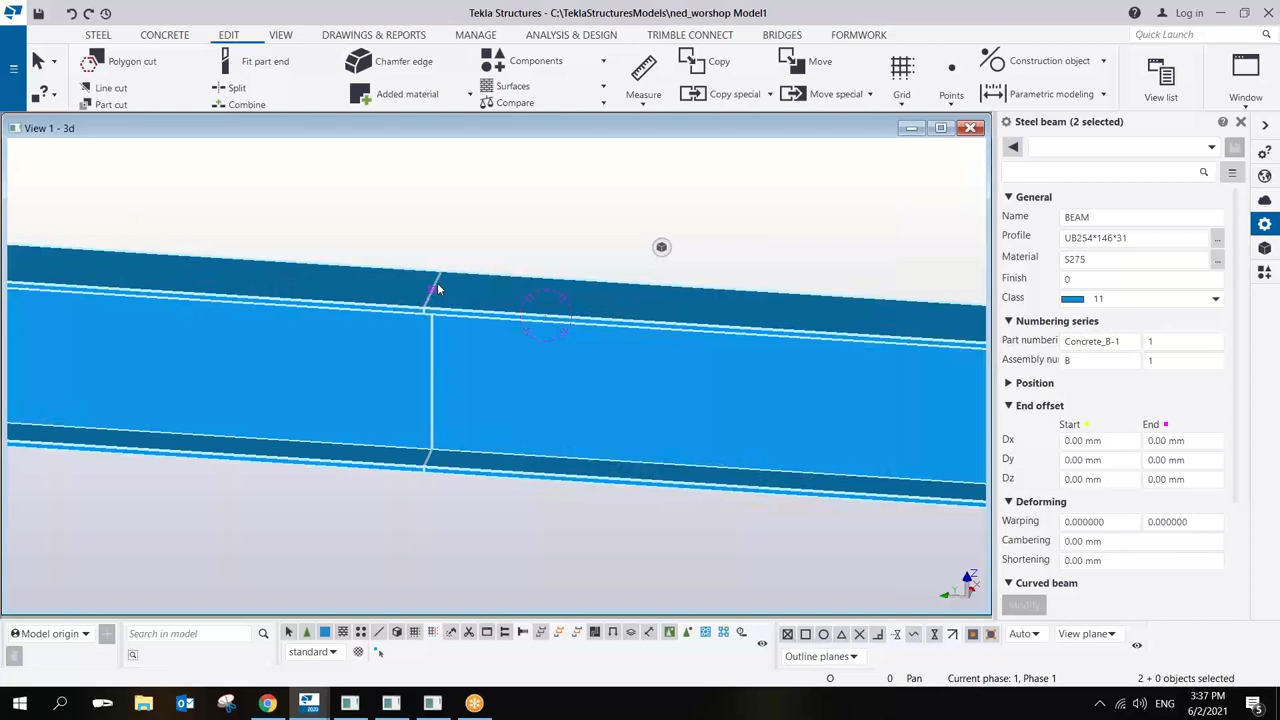 Tekla Structures - C:\TeklaStructuresModels\ned_workshop Model1
Log in
STEEL
CONCRETE
EDIT
VIEW
DRAWINGS & REPORTS
MANAGE
ANALYSIS & DESIGN
TRIMBLE CONNECT
BRIDGES
FORMWORK
Quick Launch
Polygon cut
Line cut
Part cut
Fit part end
Split
Combine
Chamfer edge
Added material
Components
Surfaces
Compare
Measure
Copy
Copy special
Move
Move special
Grid
Points
Construction object
Parametric modeling
View list
Window
View 1 - 3d
Steel beam (2 selected)
General
Name BEAM
Profile UB254*146*31 ...
Material S275 ...
Finish 0
Class 11
Numbering series
Part numberi Concrete_B-1 1
Assembly nu B 1
Position
End offset
Start End
Dx 0.00 mm 0.00 mm
Dy 0.00 mm 0.00 mm
Dz 0.00 mm 0.00 mm
Deforming
Warping 0.000000 0.000000
Cambering 0.00 mm
Shortening 0.00 mm
Curved beam
Modify
Z
Model origin
Search in model
standard
Auto
View plane
Outline planes
O 0 Pan Current phase: 1, Phase 1 2 + 0 objects selected
2020
ENG
3:37 PM
6/2/2021
5